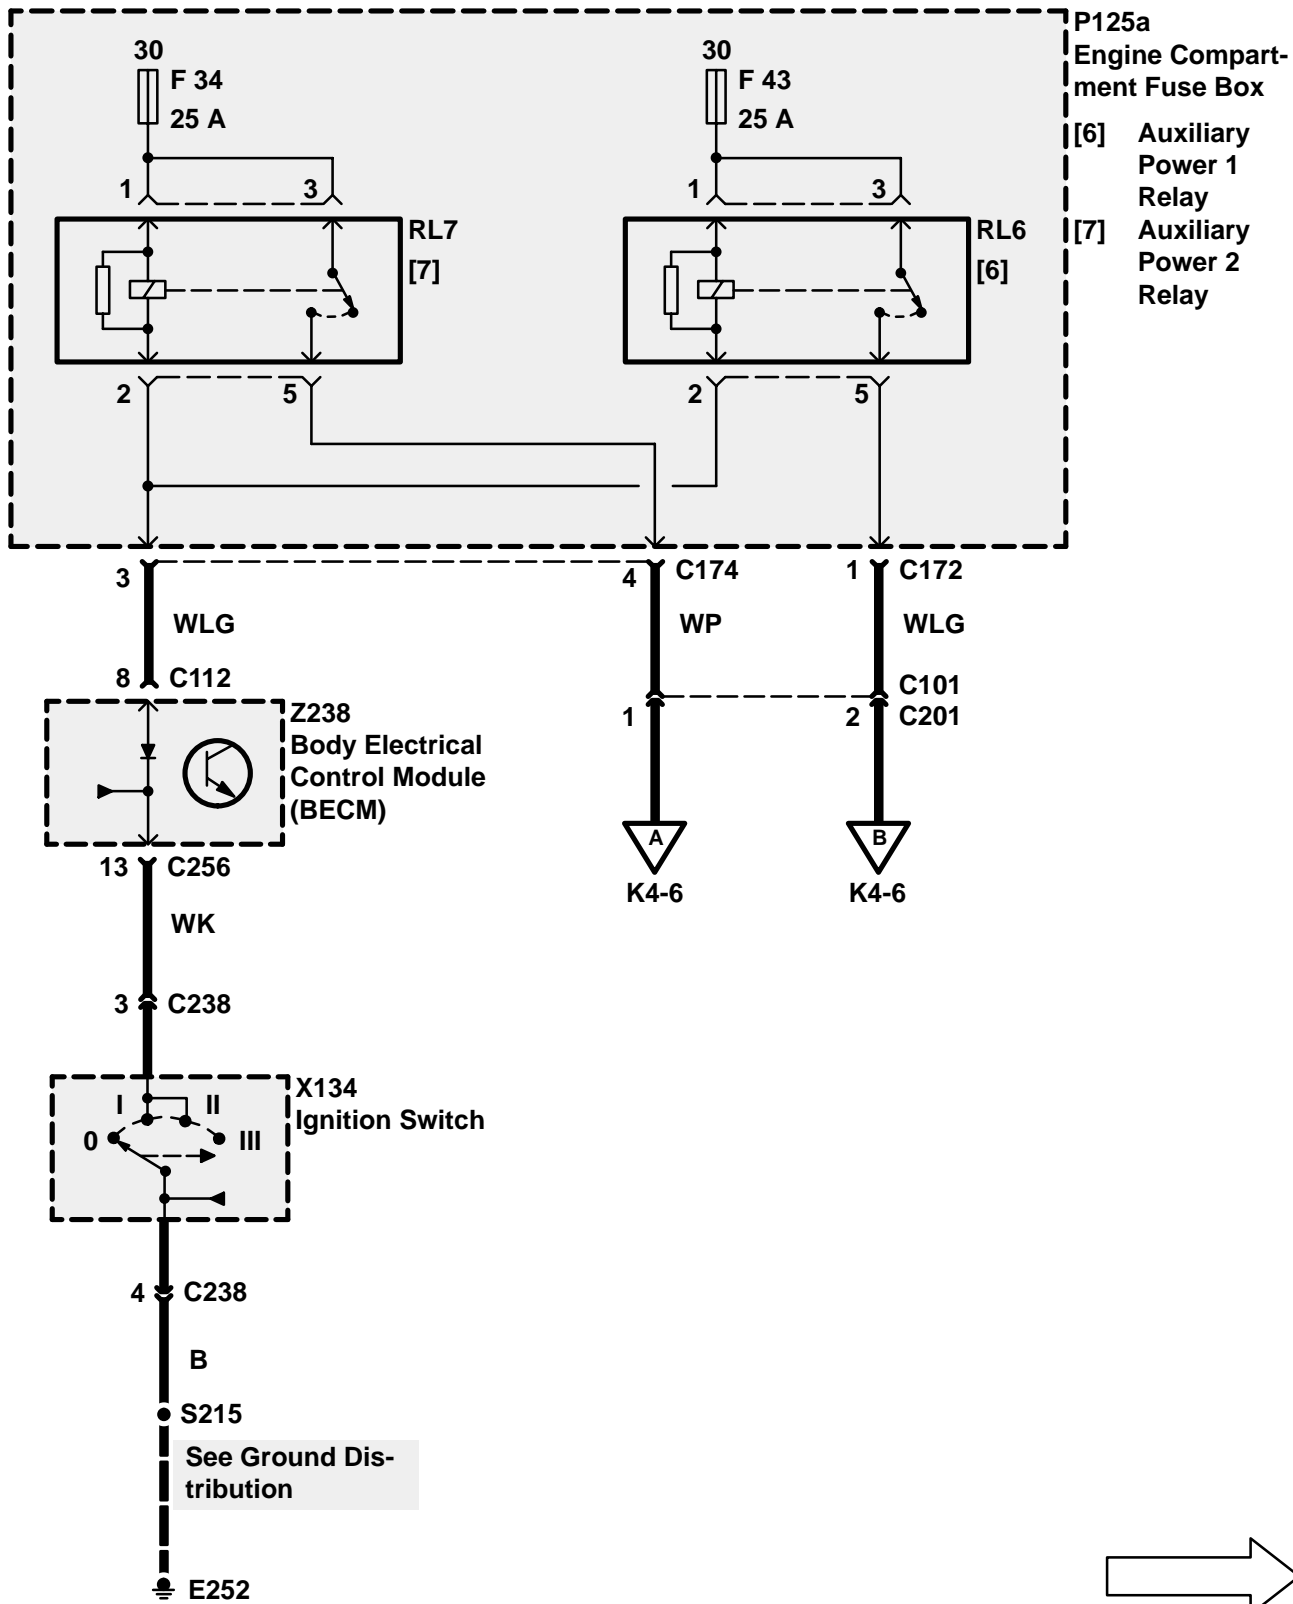 P125a
Engine Compart-
ment Fuse Box
[6] Auxiliary
Power 1
Relay
[7] Auxiliary
Power 2
Relay
30
F 34
25 A
30
F 43
25 A
1 3
RL7
[7]
1 3
RL6
[6]
2 5
2 5
3
4 C174
1 C172
WLG
WP
WLG
8 C112
C101
1
2 C201
Z238
Body Electrical
Control Module
(BECM)
A
B
K4-6
K4-6
13 C256
WK
3 C238
X134
Ignition Switch
I II
0 III
4 C238
B
S215
See Ground Dis-
tribution
E252